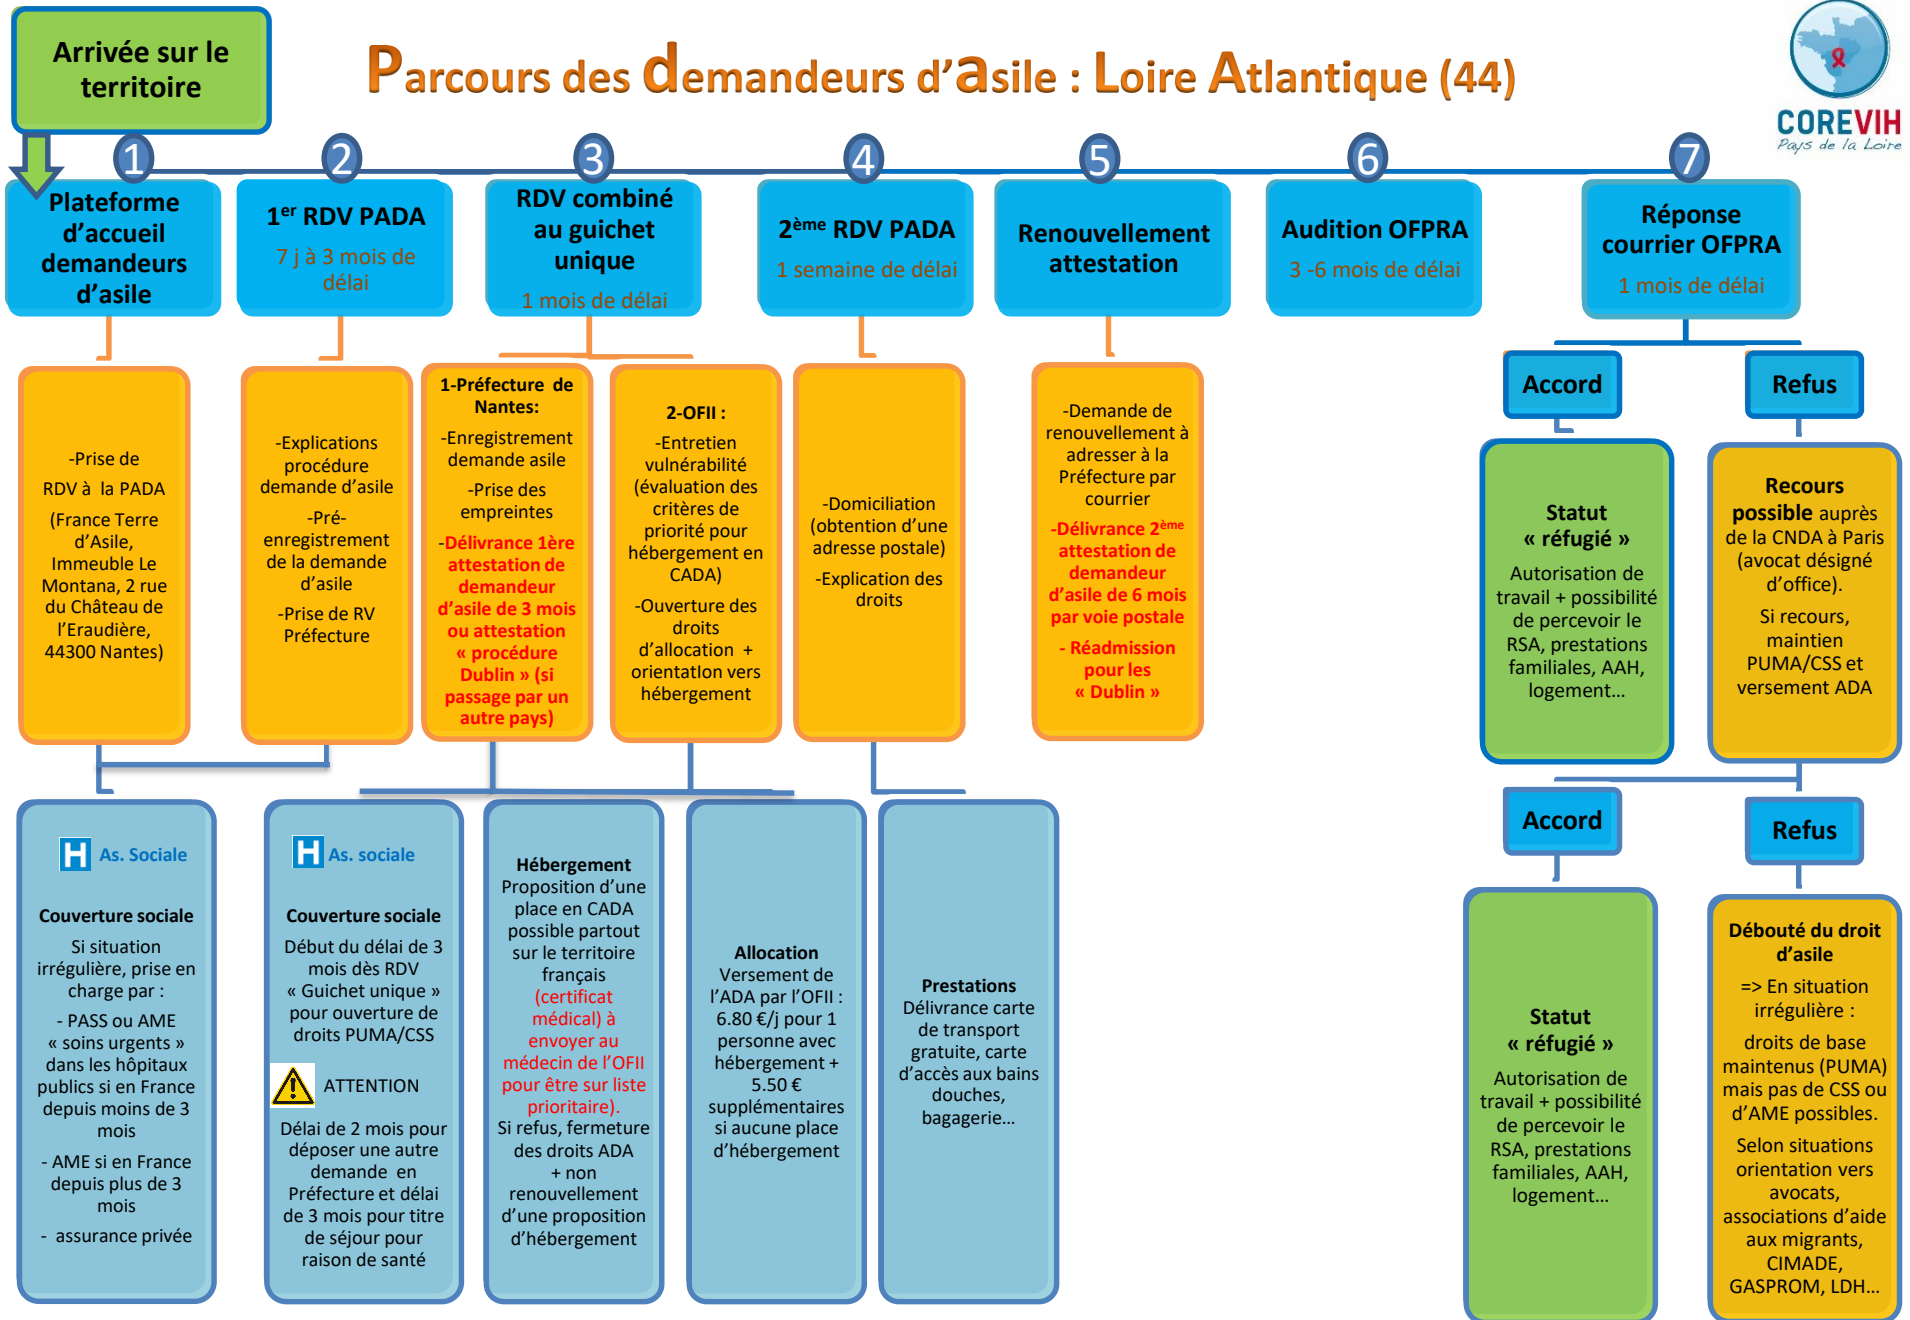 Arrivée sur le
territoire
Parcours des demandeurs d'asile : Loire Atlantique (44)
COREVIH
Pays de la Loire
1
2
3
4
5
6
7
Plateforme
d'accueil
demandeurs
d'asile
1er RDV PADA
7 j à 3 mois de
délai
RDV combiné
au guichet
unique
1 mois de délai
2ème RDV PADA
1 semaine de délai
Renouvellement
attestation
Audition OFPRA
3 -6 mois de délai
Réponse
courrier OFPRA
1 mois de délai
-Prise de
RDV à la PADA
(France Terre
d'Asile,
Immeuble Le
Montana, 2 rue
du Château de
l'Eraudière,
44300 Nantes)
-Explications
procédure
demande d'asile
-Pré-
enregistrement
de la demande
d'asile
-Prise de RV
Préfecture
1-Préfecture de
Nantes:
-Enregistrement
demande asile
-Prise des
empreintes
-Délivrance 1ère
attestation de
demandeur
d'asile de 3 mois
ou attestation
« procédure
Dublin » (si
passage par un
autre pays)
2-OFII :
-Entretien
vulnérabilité
(évaluation des
critères de
priorité pour
hébergement en
CADA)
-Ouverture des
droits
d'allocation +
orientation vers
hébergement
-Domiciliation
(obtention d'une
adresse postale)
-Explication des
droits
-Demande de
renouvellement à
adresser à la
Préfecture par
courrier
-Délivrance 2ème
attestation de
demandeur
d'asile de 6 mois
par voie postale
- Réadmission
pour les
« Dublin »
Accord
Refus
Statut
« réfugié »
Autorisation de
travail + possibilité
de percevoir le
RSA, prestations
familiales, AAH,
logement…
Recours
possible auprès
de la CNDA à Paris
(avocat désigné
d'office).
Si recours,
maintien
PUMA/CSS et
versement ADA
H As. Sociale
Couverture sociale
Si situation
irrégulière, prise en
charge par :
- PASS ou AME
« soins urgents »
dans les hôpitaux
publics si en France
depuis moins de 3
mois
- AME si en France
depuis plus de 3
mois
- assurance privée
H As. sociale
Couverture sociale
Début du délai de 3
mois dès RDV
« Guichet unique »
pour ouverture de
droits PUMA/CSS
ATTENTION
Délai de 2 mois pour
déposer une autre
demande en
Préfecture et délai
de 3 mois pour titre
de séjour pour
raison de santé
Hébergement
Proposition d'une
place en CADA
possible partout
sur le territoire
français
(certificat
médical) à
envoyer au
médecin de l'OFII
pour être sur liste
prioritaire).
Si refus, fermeture
des droits ADA
+ non
renouvellement
d'une proposition
d'hébergement
Allocation
Versement de
l'ADA par l'OFII :
6.80 €/j pour 1
personne avec
hébergement +
5.50 €
supplémentaires
si aucune place
d'hébergement
Prestations
Délivrance carte
de transport
gratuite, carte
d'accès aux bains
douches,
bagagerie…
Accord
Refus
Statut
« réfugié »
Autorisation de
travail + possibilité
de percevoir le
RSA, prestations
familiales, AAH,
logement…
Débouté du droit
d'asile
=> En situation
irrégulière :
droits de base
maintenus (PUMA)
mais pas de CSS ou
d'AME possibles.
Selon situations
orientation vers
avocats,
associations d'aide
aux migrants,
CIMADE,
GASPROM, LDH…